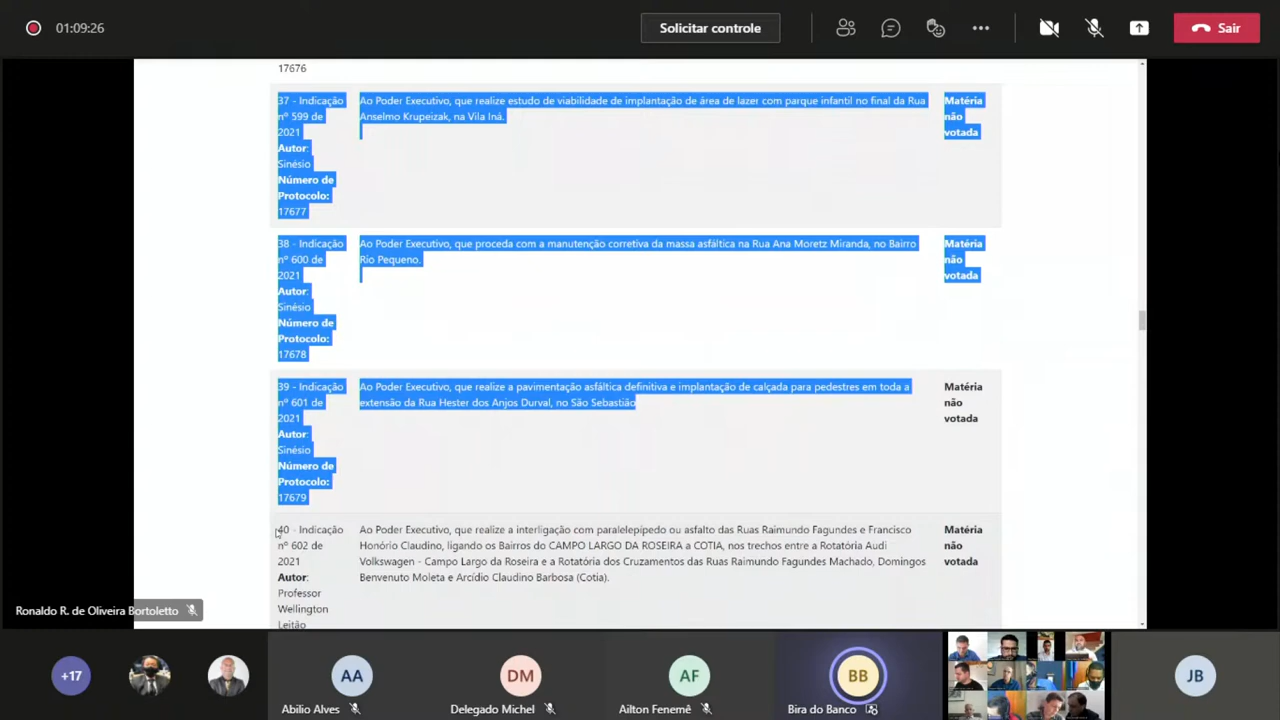 01:09:26
Solicitar controle
Sair
17676
37 - Indicação
nº 599 de
2021
Autor:
Sinésio
Número de
Protocolo:
17677
Ao Poder Executivo, que realize estudo de viabilidade de implantação de área de lazer com parque infantil no final da Rua
Anselmo Krupeizak, na Vila Iná.
Matéria
não
votada
38 - Indicação
nº 600 de
2021
Autor:
Sinésio
Número de
Protocolo:
17678
Ao Poder Executivo, que proceda com a manutenção corretiva da massa asfáltica na Rua Ana Moretz Miranda, no Bairro
Rio Pequeno.
Matéria
não
votada
39 - Indicação
nº 601 de
2021
Autor:
Sinésio
Número de
Protocolo:
17679
Ao Poder Executivo, que realize a pavimentação asfáltica definitiva e implantação de calçada para pedestres em toda a
extensão da Rua Hester dos Anjos Durval, no São Sebastião
Matéria
não
votada
40 - Indicação
nº 602 de
2021
Autor:
Professor
Wellington
Leitão
Ao Poder Executivo, que realize a interligação com paralelepípedo ou asfalto das Ruas Raimundo Fagundes e Francisco
Honório Claudino, ligando os Bairros do CAMPO LARGO DA ROSEIRA a COTIA, nos trechos entre a Rotatória Audi
Volkswagen - Campo Largo da Roseira e a Rotatória dos Cruzamentos das Ruas Raimundo Fagundes Machado, Domingos
Benvenuto Moleta e Arcídio Claudino Barbosa (Cotia).
Matéria
não
votada
Ronaldo R. de Oliveira Bortoletto
+17
AA
Abilio Alves
DM
Delegado Michel
AF
Ailton Fenemê
BB
Bira do Banco
JB